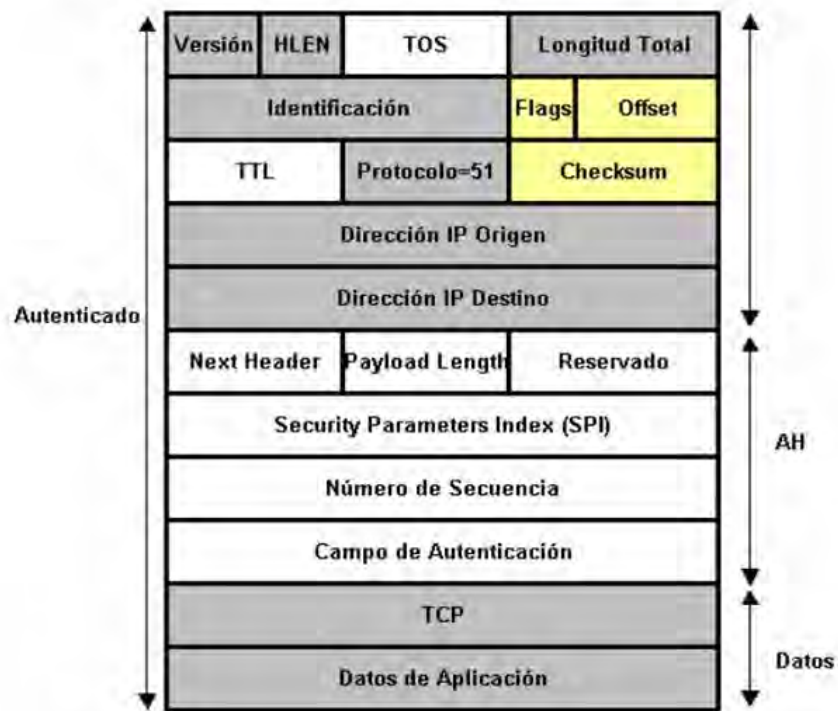 Versión HLEN TOS Longitud Total
Identificación Flags Offset
TTL Protocolo=51 Checksum
Dirección IP Origen
Dirección IP Destino
Autenticado
Next Header Payload Length Reservado
Security Parameters Index (SPI)
AH
Número de Secuencia
Campo de Autenticación
TCP
Datos
Datos de Aplicación